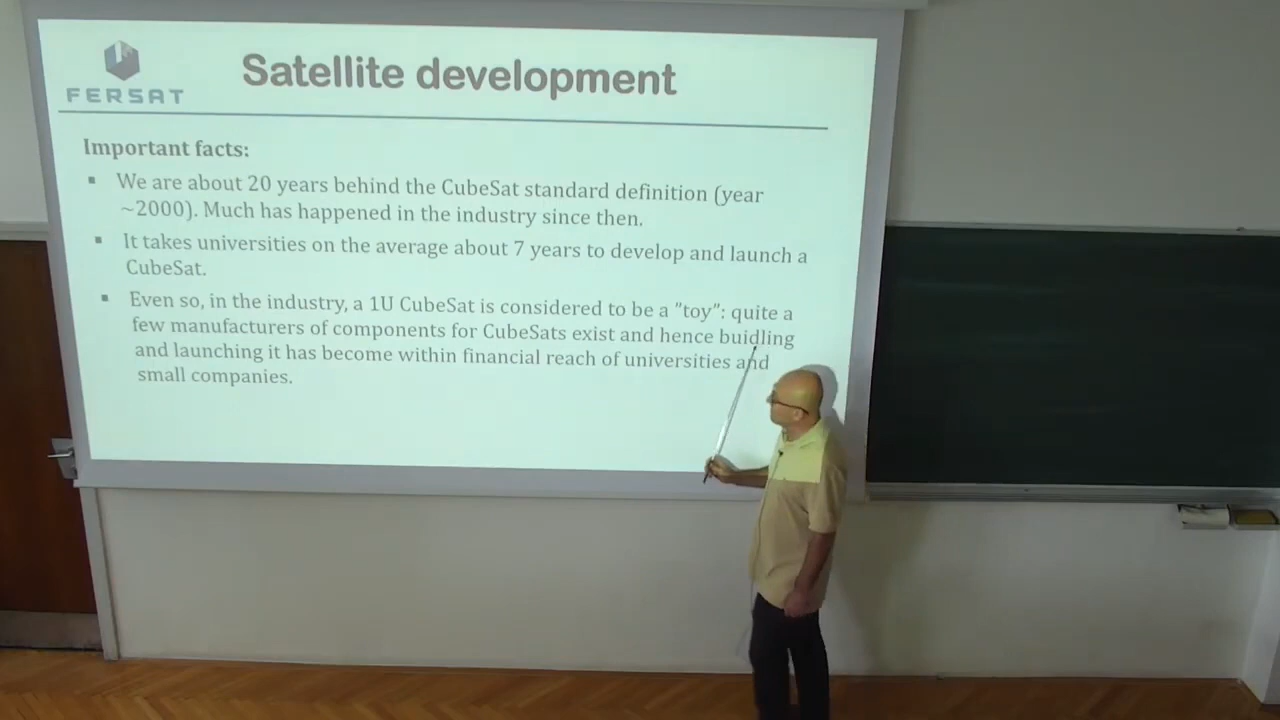 FERSAT
Satellite development
Important facts:
▪ We are about 20 years behind the CubeSat standard definition (year
~2000). Much has happened in the industry since then.
▪ It takes universities on the average about 7 years to develop and launch a
CubeSat.
▪ Even so, in the industry, a 1U CubeSat is considered to be a "toy": quite a
few manufacturers of components for CubeSats exist and hence buidling
and launching it has become within financial reach of universities and
small companies.